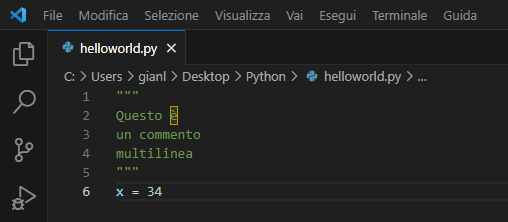 File Modifica Selezione Visualizza Vai Esegui Terminale Guida
helloworld.py
C: > Users > gianl > Desktop > Python > helloworld.py > ...
1 """
2 Questo è
3 un commento
4 multilinea
5 """
6 x = 34